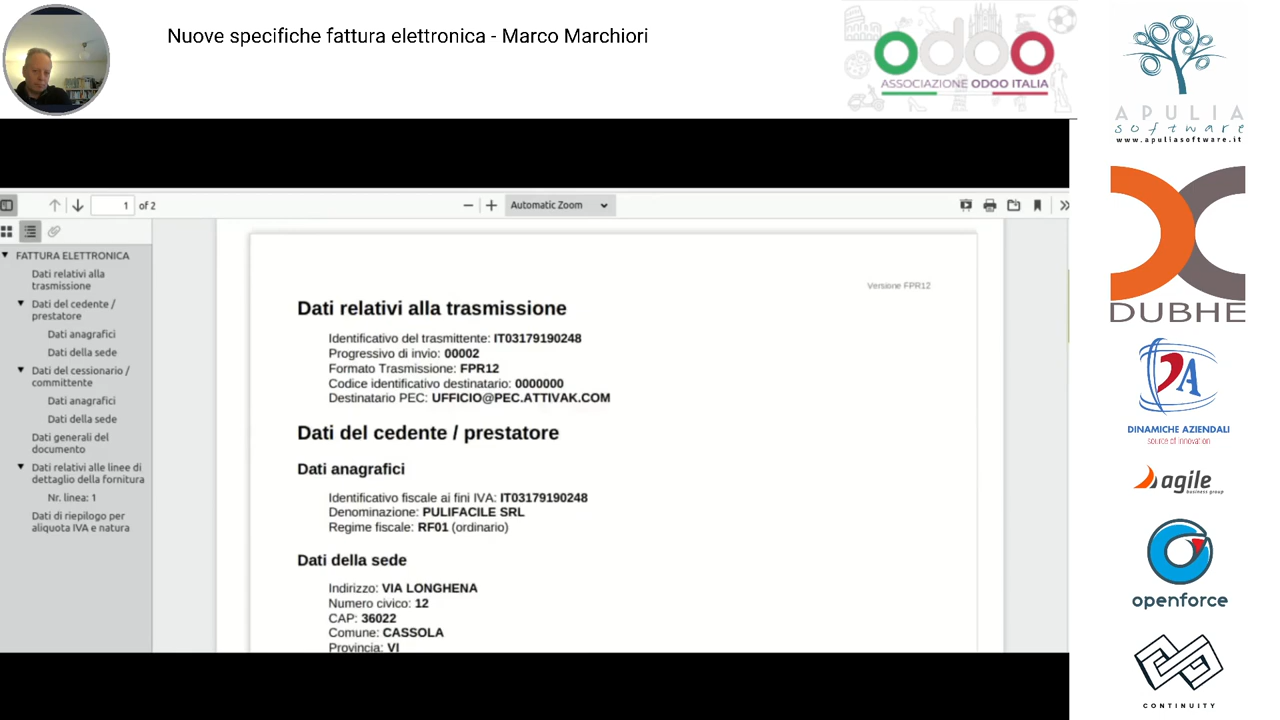 Nuove specifiche fattura elettronica - Marco Marchiori
odoo
ASSOCIAZIONE ODOO ITALIA
APULIA
software
www.apuliasoftware.it
DUBHE
DINAMICHE AZIENDALI
source of innovation
agile
business group
openforce
CONTINUITY
1 of 2
Automatic Zoom
FATTURA ELETTRONICA
Dati relativi alla
trasmissione
Dati del cedente /
prestatore
Dati anagrafici
Dati della sede
Dati del cessionario /
committente
Dati anagrafici
Dati della sede
Dati generali del
documento
Dati relativi alle linee di
dettaglio della fornitura
Nr. linea: 1
Dati di riepilogo per
aliquota IVA e natura
Versione FPR12
Dati relativi alla trasmissione
Identificativo del trasmittente: IT03179190248
Progressivo di invio: 00002
Formato Trasmissione: FPR12
Codice identificativo destinatario: 0000000
Destinatario PEC: UFFICIO@PEC.ATTIVAK.COM
Dati del cedente / prestatore
Dati anagrafici
Identificativo fiscale ai fini IVA: IT03179190248
Denominazione: PULIFACILE SRL
Regime fiscale: RF01 (ordinario)
Dati della sede
Indirizzo: VIA LONGHENA
Numero civico: 12
CAP: 36022
Comune: CASSOLA
Provincia: VI